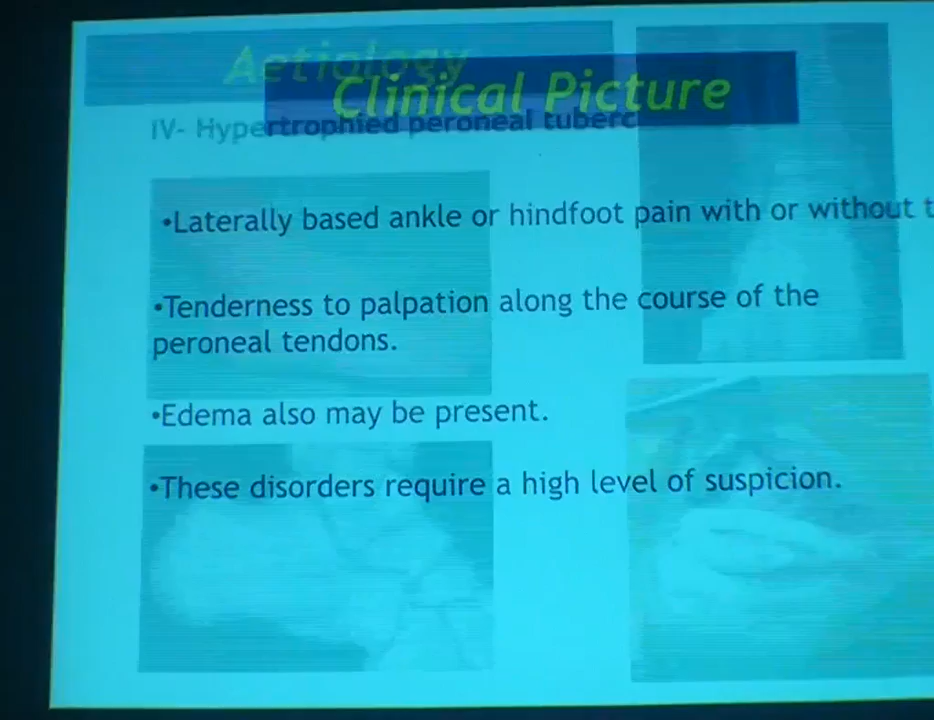 Aetiology
Clinical Picture
IV- Hypertrophied peroneal
•Laterally based ankle or hindfoot pain with or without
•Tenderness to palpation along the course of the
peroneal tendons.
•Edema also may be present.
•These disorders require a high level of suspicion.